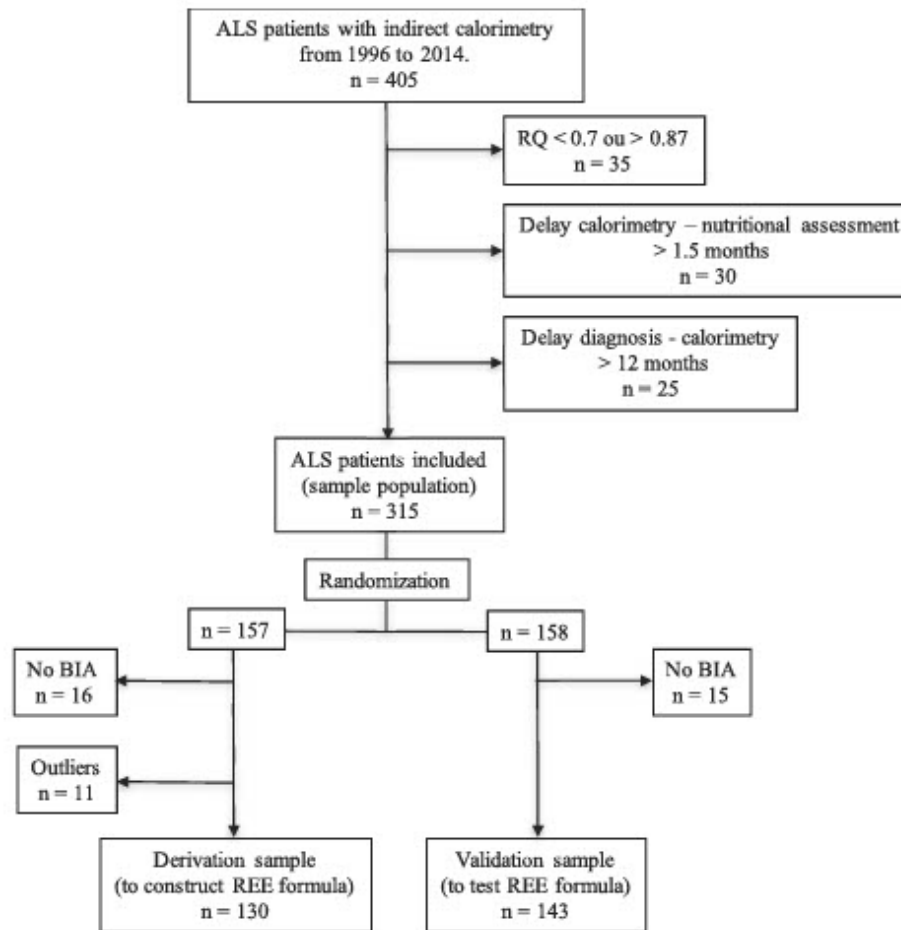 ALS patients with indirect calorimetry
from 1996 to 2014.
n = 405
RQ < 0.7 ou > 0.87
n = 35
Delay calorimetry – nutritional assessment
> 1.5 months
n = 30
Delay diagnosis - calorimetry
> 12 months
n = 25
ALS patients included
(sample population)
n = 315
Randomization
n = 157
n = 158
No BIA
n = 16
No BIA
n = 15
Outliers
n = 11
Derivation sample
(to construct REE formula)
n = 130
Validation sample
(to test REE formula)
n = 143